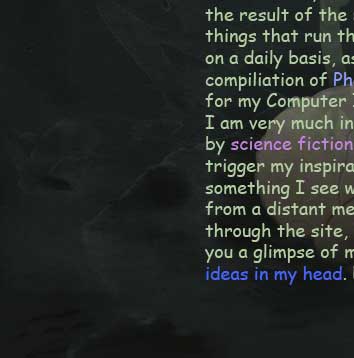 the result of the
things that run th
on a daily basis, as
compiliation of Ph
for my Computer
I am very much in
by science fiction
trigger my inspira
something I see w
from a distant me
through the site,
you a glimpse of m
ideas in my head.